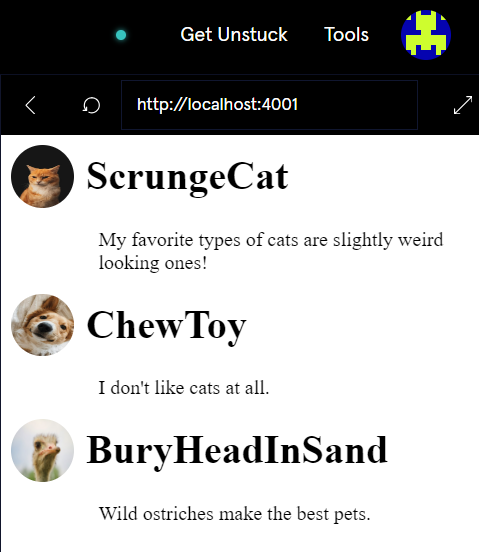 Get Unstuck Tools
http://localhost:4001
ScrungeCat
My favorite types of cats are slightly weird
looking ones!
ChewToy
I don't like cats at all.
BuryHeadInSand
Wild ostriches make the best pets.